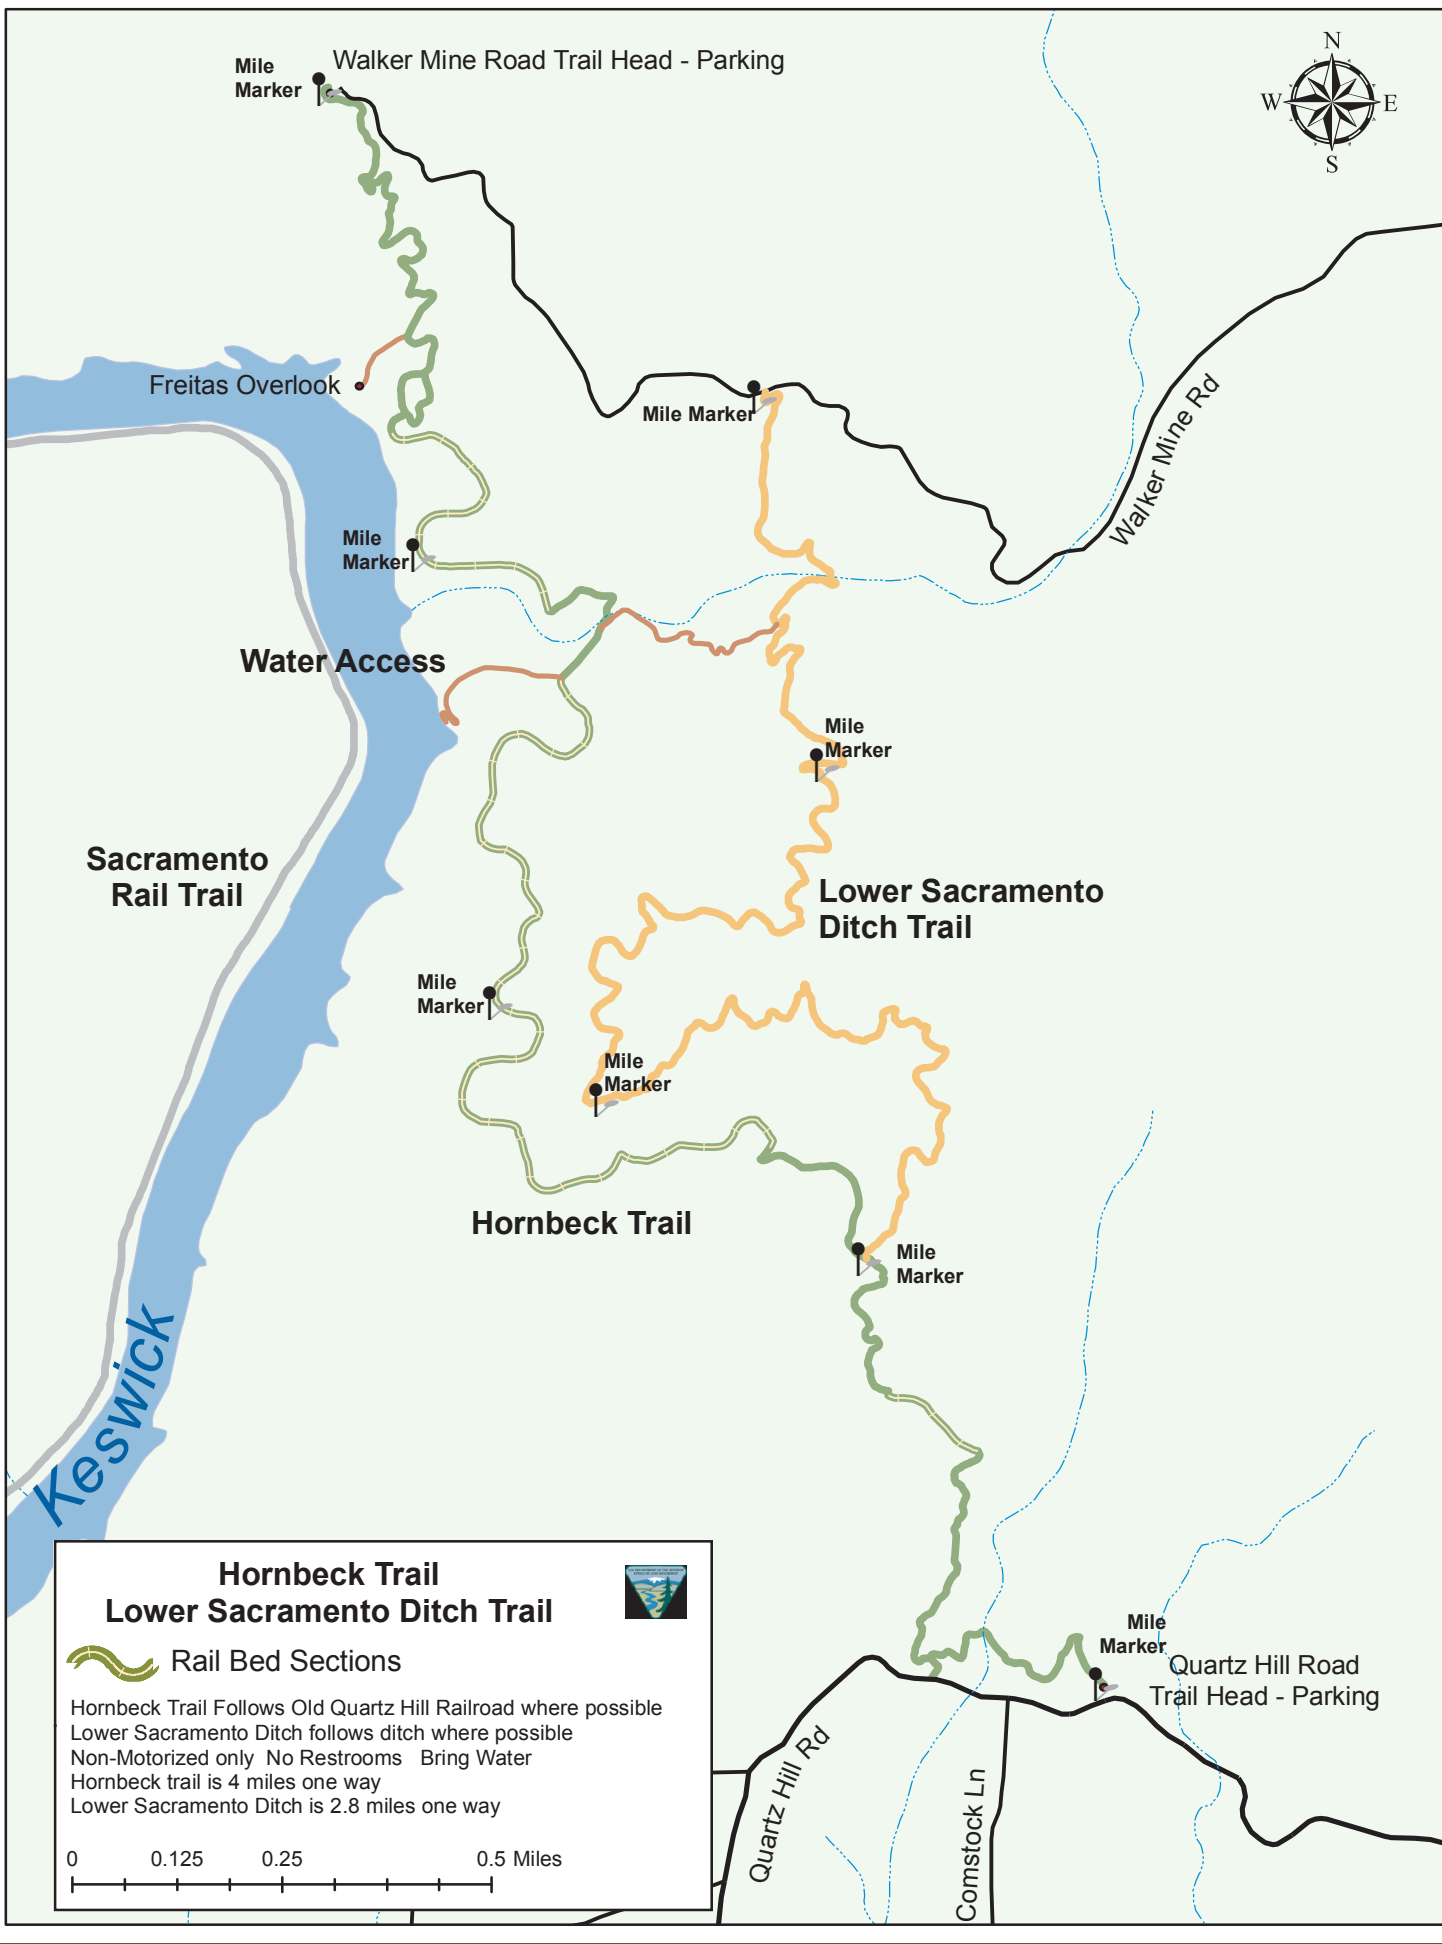 N
W
E
S
Walker Mine Road Trail Head - Parking
Mile
Marker
Freitas Overlook
Mile Marker
Walker Mine Rd
Mile
Marker
Water Access
Mile
Marker
Sacramento
Rail Trail
Lower Sacramento
Ditch Trail
Mile
Marker
Mile
Marker
Hornbeck Trail
Mile
Marker
Keswick
Mile
Marker
Quartz Hill Road
Trail Head - Parking
Quartz Hill Rd
Comstock Ln
Hornbeck Trail
Lower Sacramento Ditch Trail
Rail Bed Sections
Hornbeck Trail Follows Old Quartz Hill Railroad where possible
Lower Sacramento Ditch follows ditch where possible
Non-Motorized only  No Restrooms   Bring Water
Hornbeck trail is 4 miles one way
Lower Sacramento Ditch is 2.8 miles one way
0 0.125 0.25 0.5 Miles